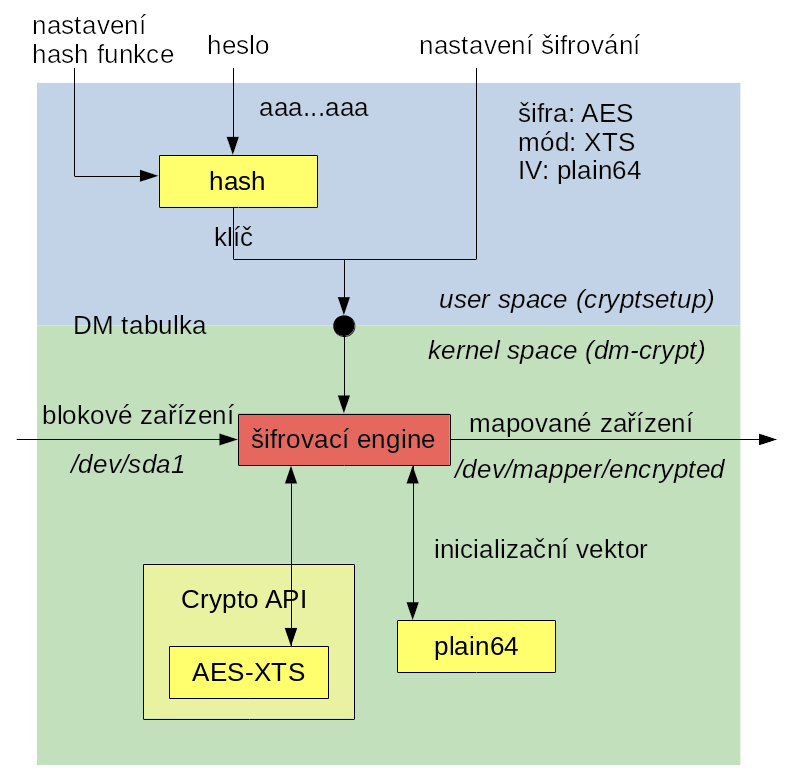 nastavení
hash funkce
heslo
nastavení šifrování
aaa...aaa
šifra: AES
mód: XTS
IV: plain64
hash
klíč
user space (cryptsetup)
DM tabulka
kernel space (dm-crypt)
blokové zařízení
šifrovací engine
mapované zařízení
/dev/sda1
/dev/mapper/encrypted
inicializační vektor
Crypto API
plain64
AES-XTS